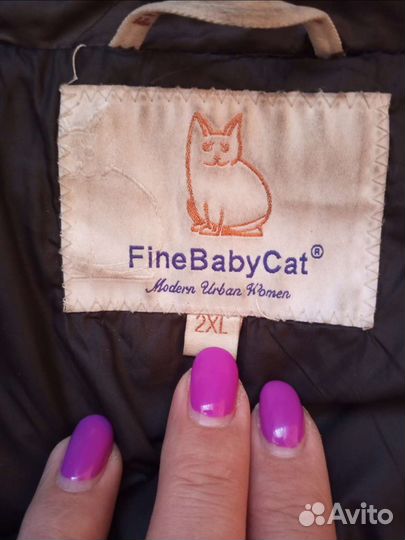 FineBabyCat®
Modern Urban Women
2XL
Avito